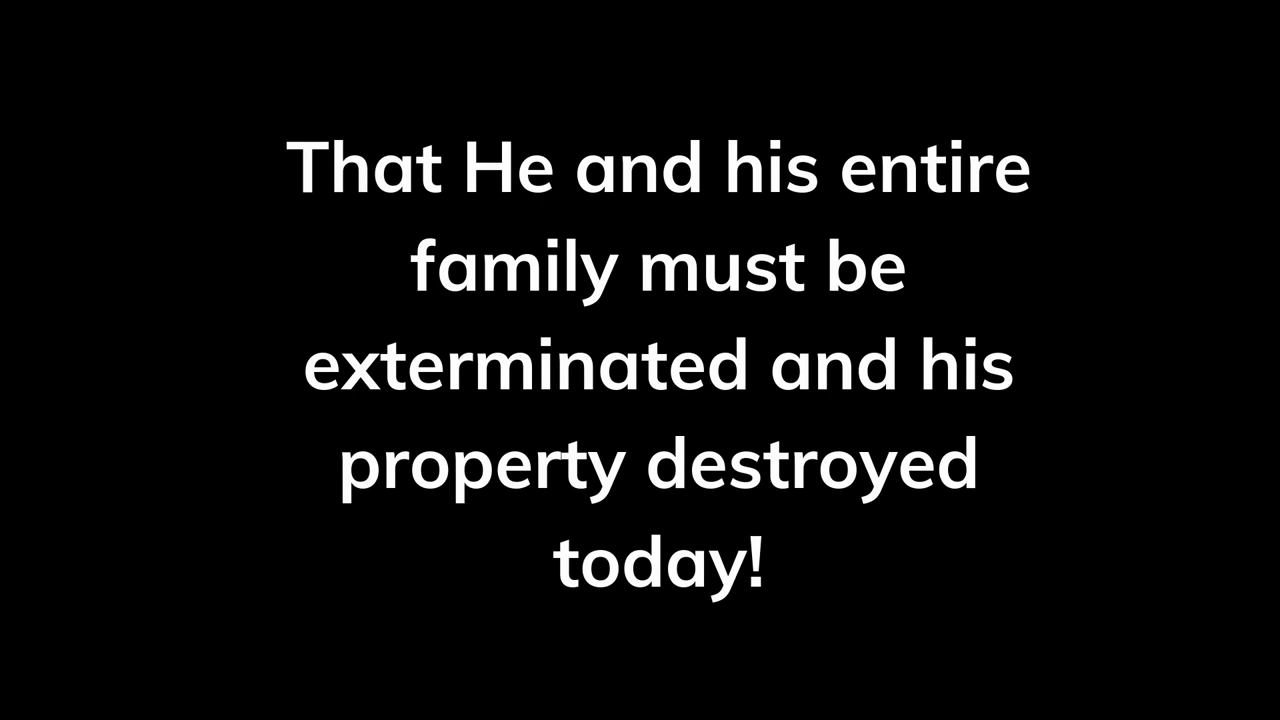 That He and his entire
family must be
exterminated and his
property destroyed
today!